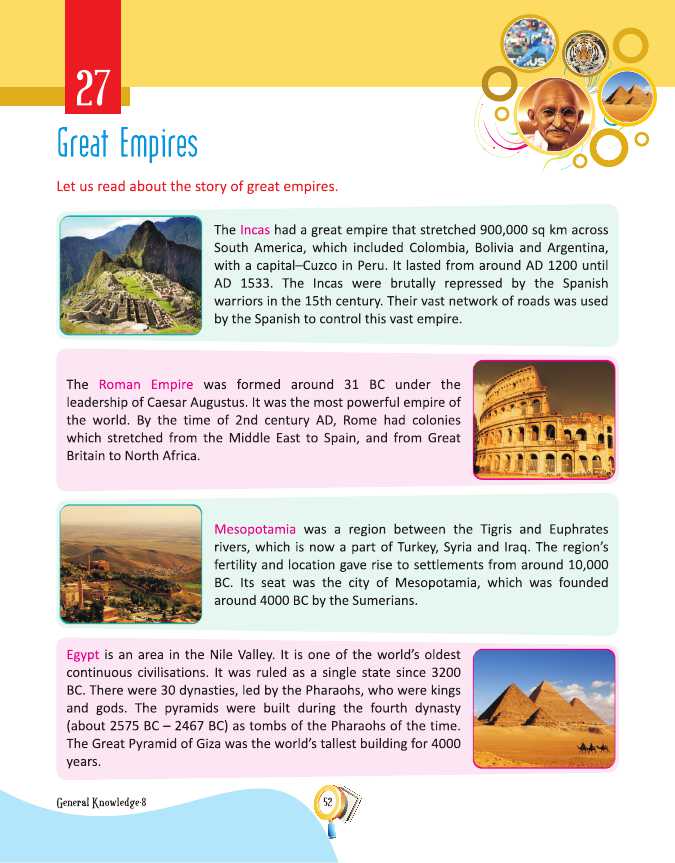 27
Great Empires
Let us read about the story of great empires.
The Incas had a great empire that stretched 900,000 sq km across
South America, which included Colombia, Bolivia and Argentina,
with a capital–Cuzco in Peru. It lasted from around AD 1200 until
AD 1533. The Incas were brutally repressed by the Spanish
warriors in the 15th century. Their vast network of roads was used
by the Spanish to control this vast empire.
The Roman Empire was formed around 31 BC under the
leadership of Caesar Augustus. It was the most powerful empire of
the world. By the time of 2nd century AD, Rome had colonies
which stretched from the Middle East to Spain, and from Great
Britain to North Africa.
Mesopotamia was a region between the Tigris and Euphrates
rivers, which is now a part of Turkey, Syria and Iraq. The region's
fertility and location gave rise to settlements from around 10,000
BC. Its seat was the city of Mesopotamia, which was founded
around 4000 BC by the Sumerians.
Egypt is an area in the Nile Valley. It is one of the world's oldest
continuous civilisations. It was ruled as a single state since 3200
BC. There were 30 dynasties, led by the Pharaohs, who were kings
and gods. The pyramids were built during the fourth dynasty
(about 2575 BC – 2467 BC) as tombs of the Pharaohs of the time.
The Great Pyramid of Giza was the world's tallest building for 4000
years.
General Knowledge-8
52